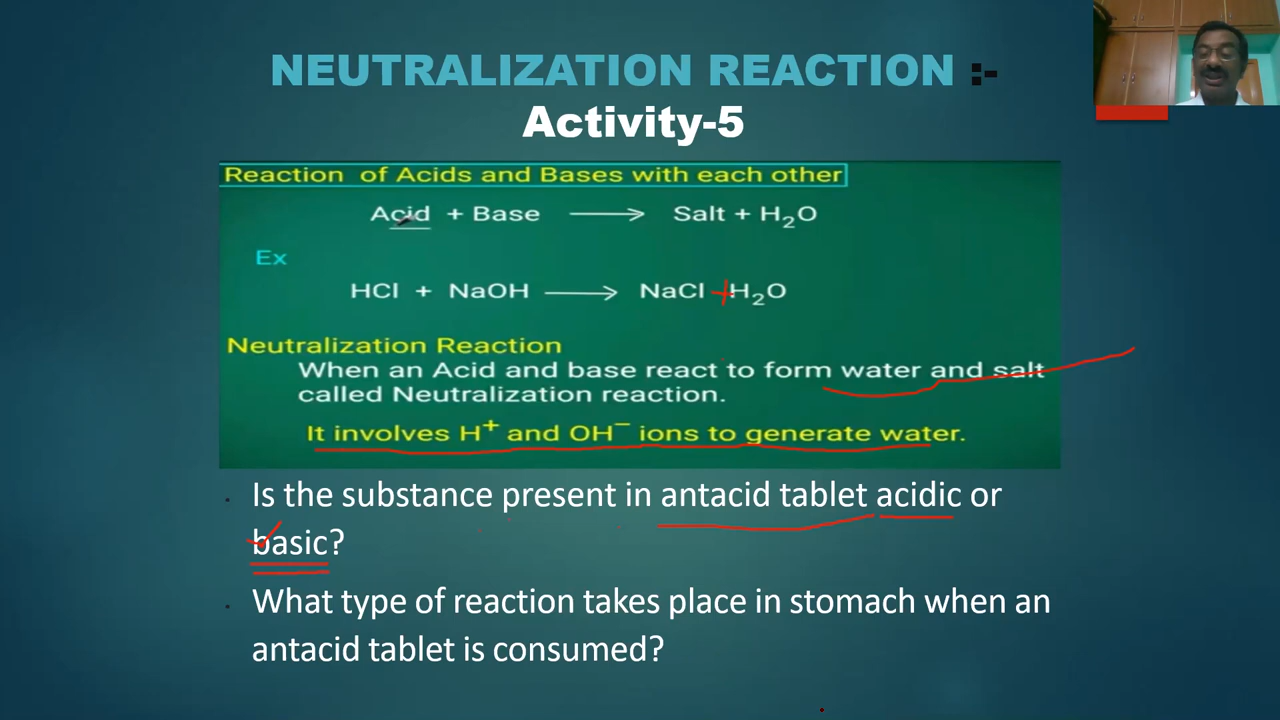 NEUTRALIZATION REACTION :-
Activity-5
Reaction of Acids and Bases with each other
Acid + Base ⟶ Salt + H₂O
Ex
HCl + NaOH ⟶ NaCl + H₂O
Neutralization Reaction
When an Acid and base react to form water and salt
called Neutralization reaction.
It involves H⁺ and OH⁻ ions to generate water.
Is the substance present in antacid tablet acidic or
basic?
What type of reaction takes place in stomach when an
antacid tablet is consumed?